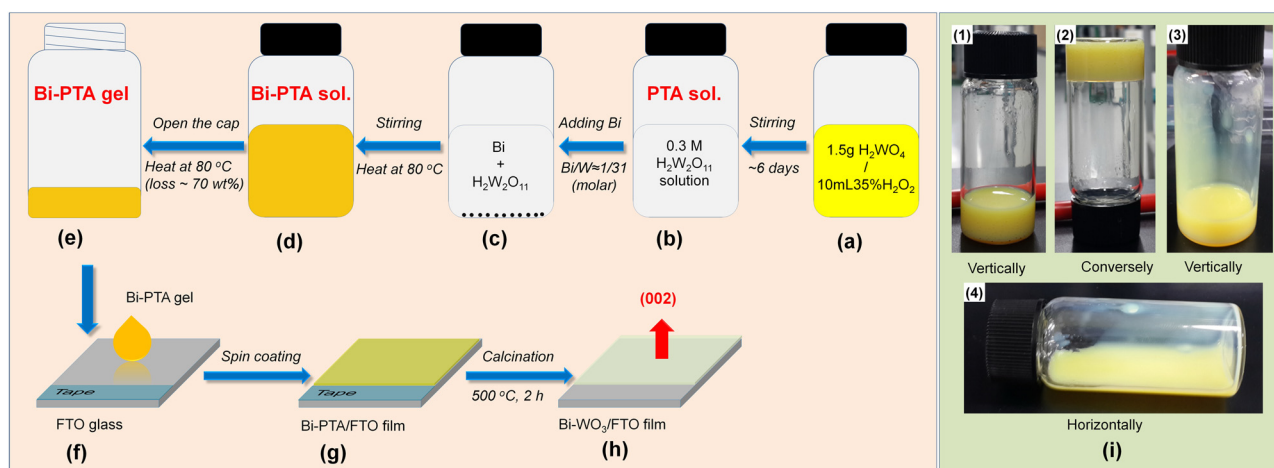 Bi-PTA gel
Open the cap
Heat at 80 °C
(loss ~ 70 wt%)
Bi-PTA sol.
Stirring
Heat at 80 °C
Bi
+
H₂W₂O₁₁
Adding Bi
Bi/W≈1/31
(molar)
PTA sol.
0.3 M
H₂W₂O₁₁
solution
Stirring
~6 days
1.5g H₂WO₄
/
10mL35%H₂O₂
(e)
(d)
(c)
(b)
(a)
Bi-PTA gel
Tape
FTO glass
(f)
Spin coating
Tape
Bi-PTA/FTO film
(g)
Calcination
500 °C, 2 h
(002)
Bi-WO₃/FTO film
(h)
(1)
(2)
(3)
Vertically
Conversely
Vertically
(4)
Horizontally
(i)